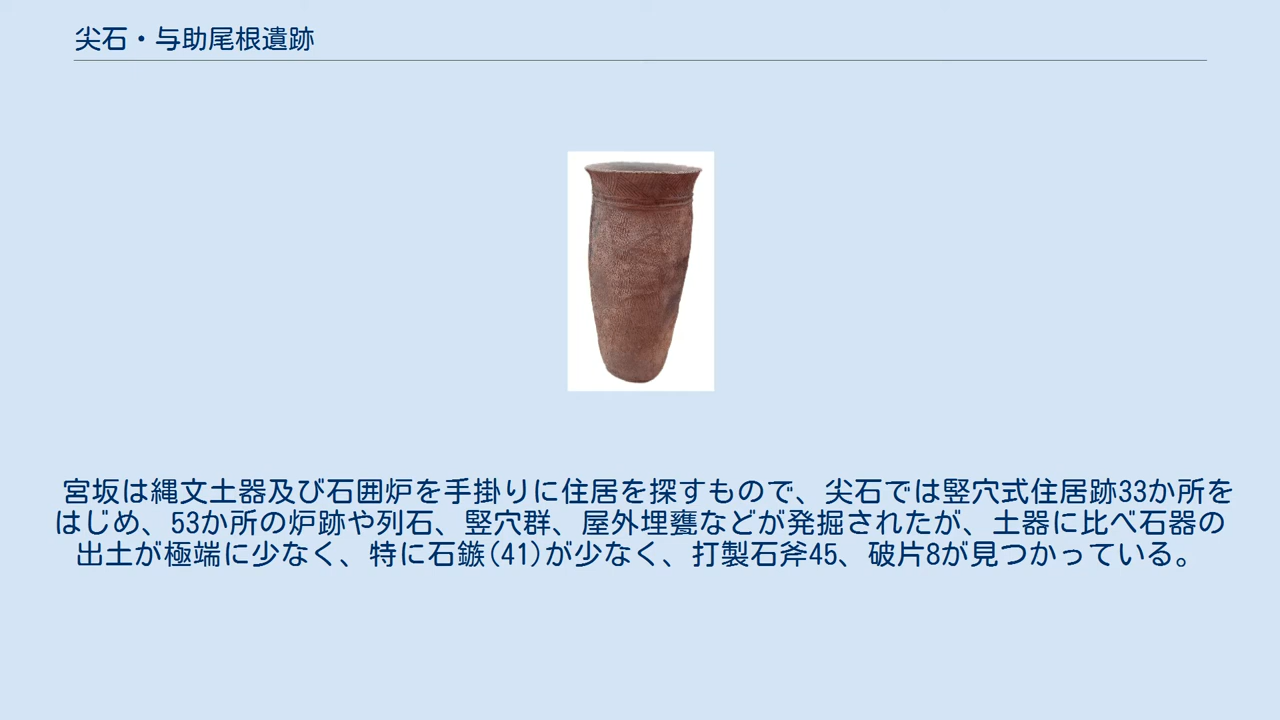 尖石・与助尾根遺跡
宮坂は縄文土器及び石囲炉を手掛りに住居を探すもので、尖石では竪穴式住居跡33か所を
はじめ、53か所の炉跡や列石、竪穴群、屋外埋甕などが発掘されたが、土器に比べ石器の
出土が極端に少なく、特に石鏃(41)が少なく、打製石斧45、破片8が見つかっている。